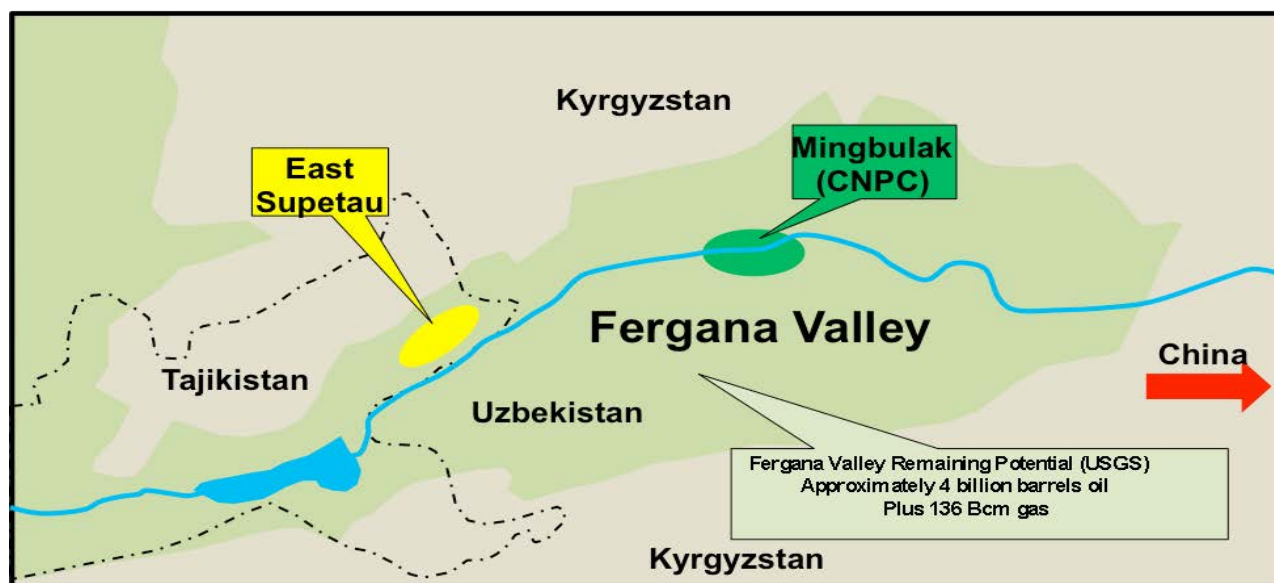 Kyrgyzstan
Mingbulak
(CNPC)
East
Supetau
Fergana Valley
China
Tajikistan
Uzbekistan
Fergana Valley Remaining Potential (USGS)
Approximately 4 billion barrels oil
Plus 136 Bcm gas
Kyrgyzstan